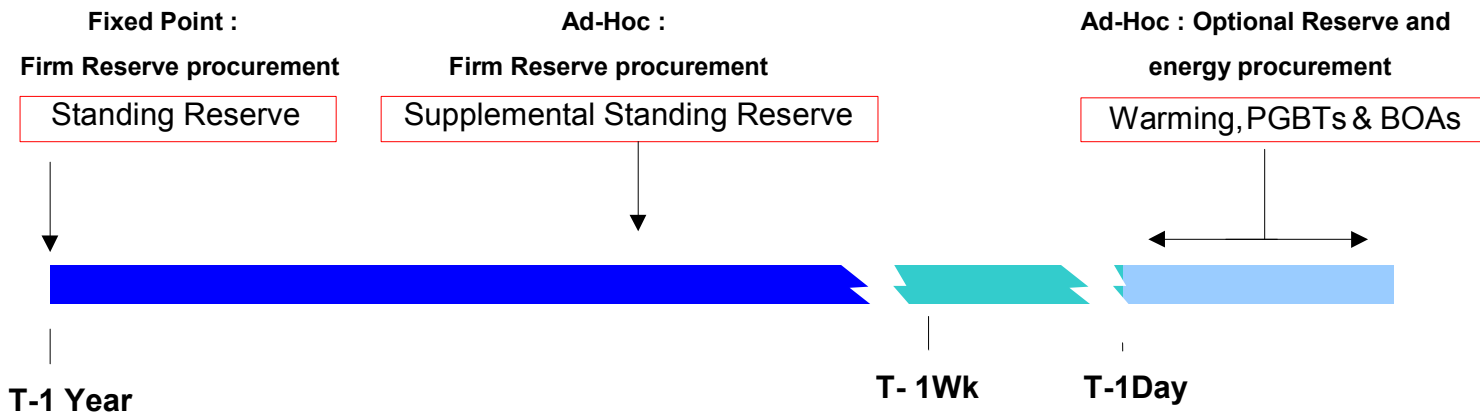 Fixed Point :
Firm Reserve procurement
Standing Reserve
Ad-Hoc :
Firm Reserve procurement
Supplemental Standing Reserve
Ad-Hoc : Optional Reserve and
energy procurement
Warming,PGBTs & BOAs
T-1 Year
T- 1Wk
T-1Day